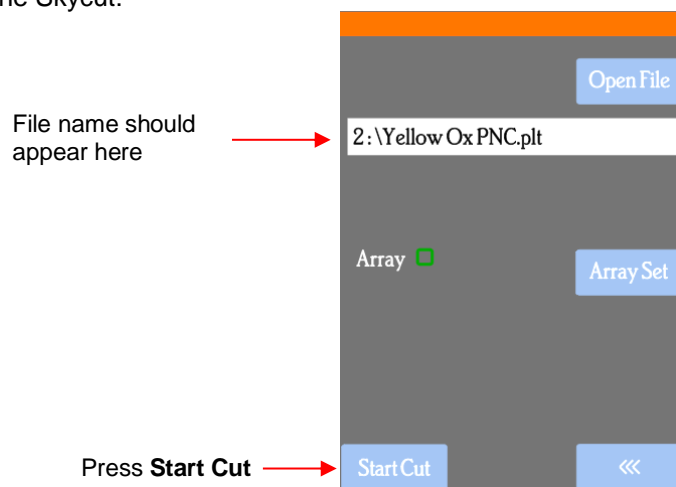 the Skycut.
Open File
File name should
appear here
2:\Yellow Ox PNC.plt
Array
Array Set
Press Start Cut
Start Cut
<<<